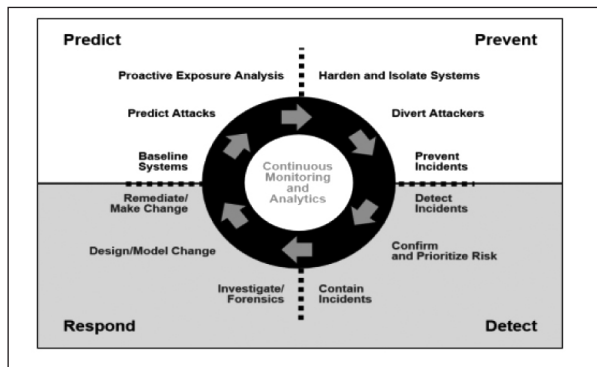 Predict
Prevent
Proactive Exposure Analysis
Harden and Isolate Systems
Predict Attacks
Divert Attackers
Baseline
Systems
Prevent
Incidents
Continuous
Monitoring
and
Analytics
Remediate/
Make Change
Detect
Incidents
Design/Model Change
Confirm
and Prioritize Risk
Investigate/
Forensics
Contain
Incidents
Respond
Detect